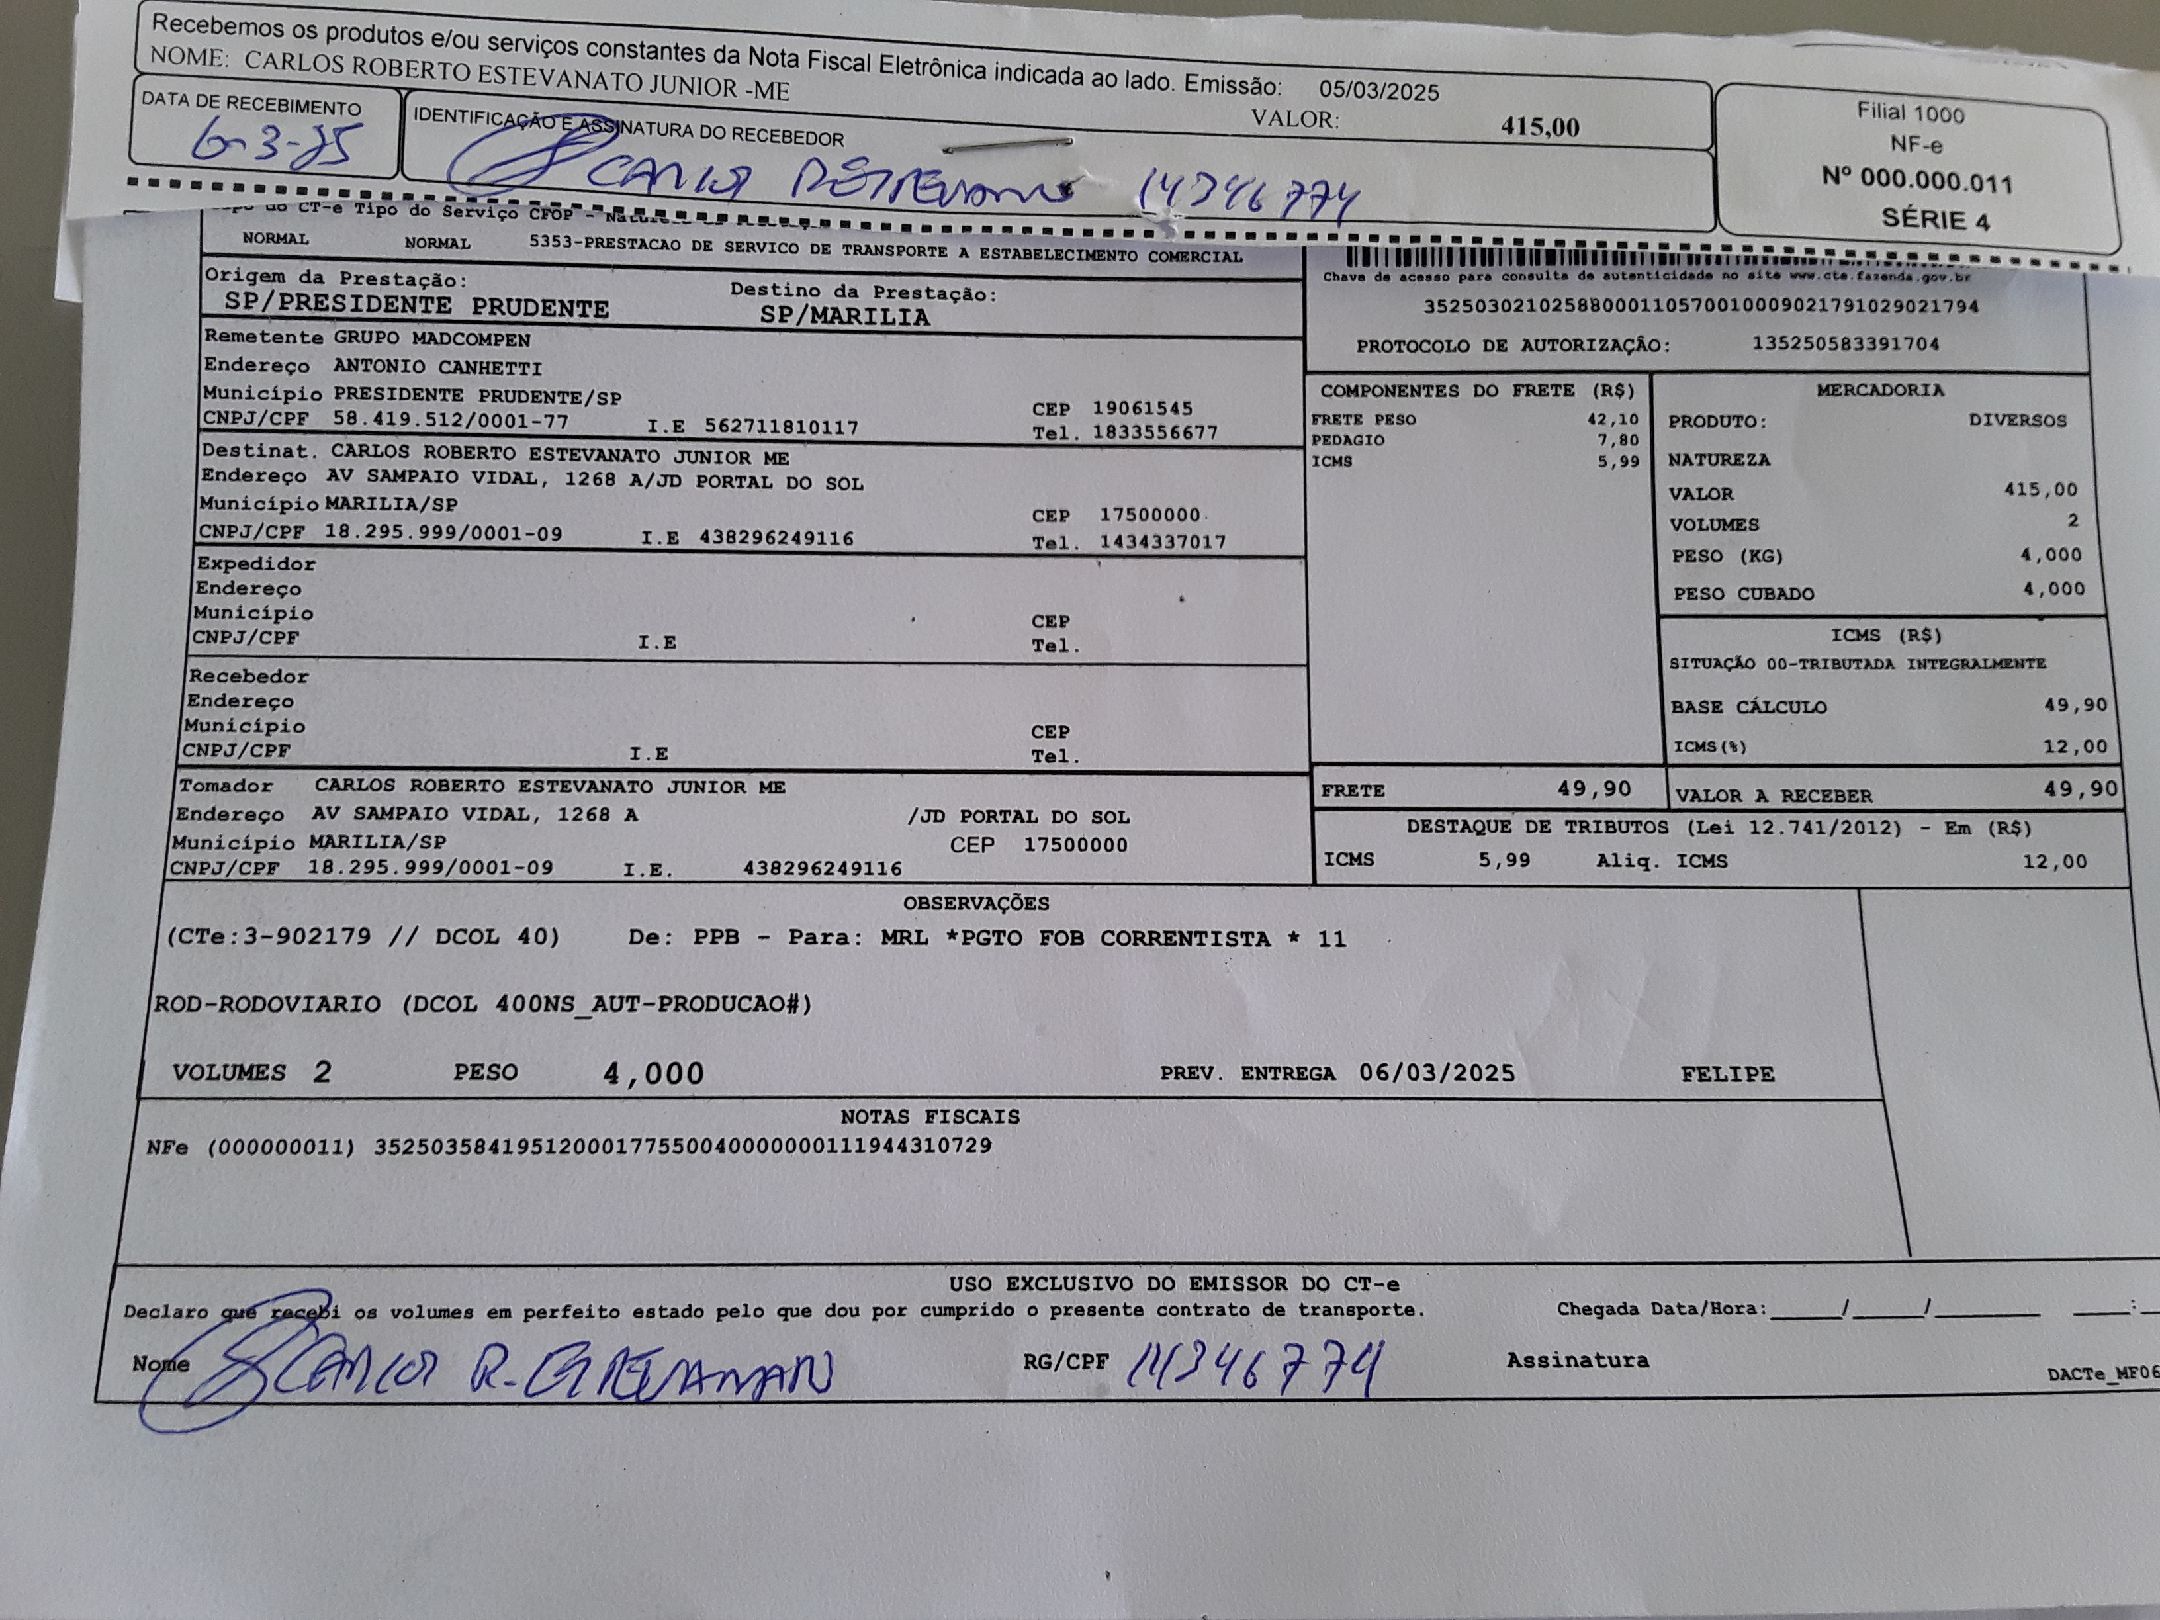 Recebemos os produtos e/ou serviços constantes da Nota Fiscal Eletrônica indicada ao lado. Emissão: 05/03/2025
NOME: CARLOS ROBERTO ESTEVANATO JUNIOR -ME
VALOR: 415,00
DATA DE RECEBIMENTO
6-3-25
IDENTIFICAÇÃO E ASSINATURA DO RECEBEDOR
14346774
Filial 1000
NF-e
Nº 000.000.011
SÉRIE 4
do CT-e Tipo do Serviço CFOP -
NORMAL NORMAL 5353-PRESTACAO DE SERVICO DE TRANSPORTE A ESTABELECIMENTO COMERCIAL
Origem da Prestação: Destino da Prestação:
SP/PRESIDENTE PRUDENTE SP/MARILIA
Remetente GRUPO MADCOMPEN
Endereço ANTONIO CANHETTI
Município PRESIDENTE PRUDENTE/SP CEP 19061545
CNPJ/CPF 58.419.512/0001-77 I.E 562711810117 Tel. 1833556677
Destinat. CARLOS ROBERTO ESTEVANATO JUNIOR ME
Endereço AV SAMPAIO VIDAL, 1268 A/JD PORTAL DO SOL
Município MARILIA/SP CEP 17500000
CNPJ/CPF 18.295.999/0001-09 I.E 438296249116 Tel. 1434337017
Expedidor
Endereço
Município CEP
CNPJ/CPF I.E Tel.
Recebedor
Endereço
Município CEP
CNPJ/CPF I.E Tel.
Tomador CARLOS ROBERTO ESTEVANATO JUNIOR ME
Endereço AV SAMPAIO VIDAL, 1268 A /JD PORTAL DO SOL
Município MARILIA/SP CEP 17500000
CNPJ/CPF 18.295.999/0001-09 I.E. 438296249116
Chave de acesso para consulta de autenticidade no site www.cte.fazenda.gov.br
35250302102588000110570010009021791029021794
PROTOCOLO DE AUTORIZAÇÃO: 135250583391704
COMPONENTES DO FRETE (R$)
FRETE PESO 42,10
PEDAGIO 7,80
ICMS 5,99
MERCADORIA
PRODUTO: DIVERSOS
NATUREZA
VALOR 415,00
VOLUMES 2
PESO (KG) 4,000
PESO CUBADO 4,000
ICMS (R$)
SITUAÇÃO 00-TRIBUTADA INTEGRALMENTE
BASE CÁLCULO 49,90
ICMS(%) 12,00
FRETE 49,90 VALOR A RECEBER 49,90
DESTAQUE DE TRIBUTOS (Lei 12.741/2012) - Em (R$)
ICMS 5,99 Aliq. ICMS 12,00
OBSERVAÇÕES
(CTe:3-902179 // DCOL 40) De: PPB - Para: MRL *PGTO FOB CORRENTISTA * 11
ROD-RODOVIARIO (DCOL 400NS_AUT-PRODUCAO#)
VOLUMES 2 PESO 4,000 PREV. ENTREGA 06/03/2025 FELIPE
NOTAS FISCAIS
NFe (000000011) 35250358419512000177550040000000111944310729
USO EXCLUSIVO DO EMISSOR DO CT-e
Declaro que recebi os volumes em perfeito estado pelo que dou por cumprido o presente contrato de transporte. Chegada Data/Hora:____/____/______ ___:
Nome RG/CPF 14346774 Assinatura
DACTe_MF06